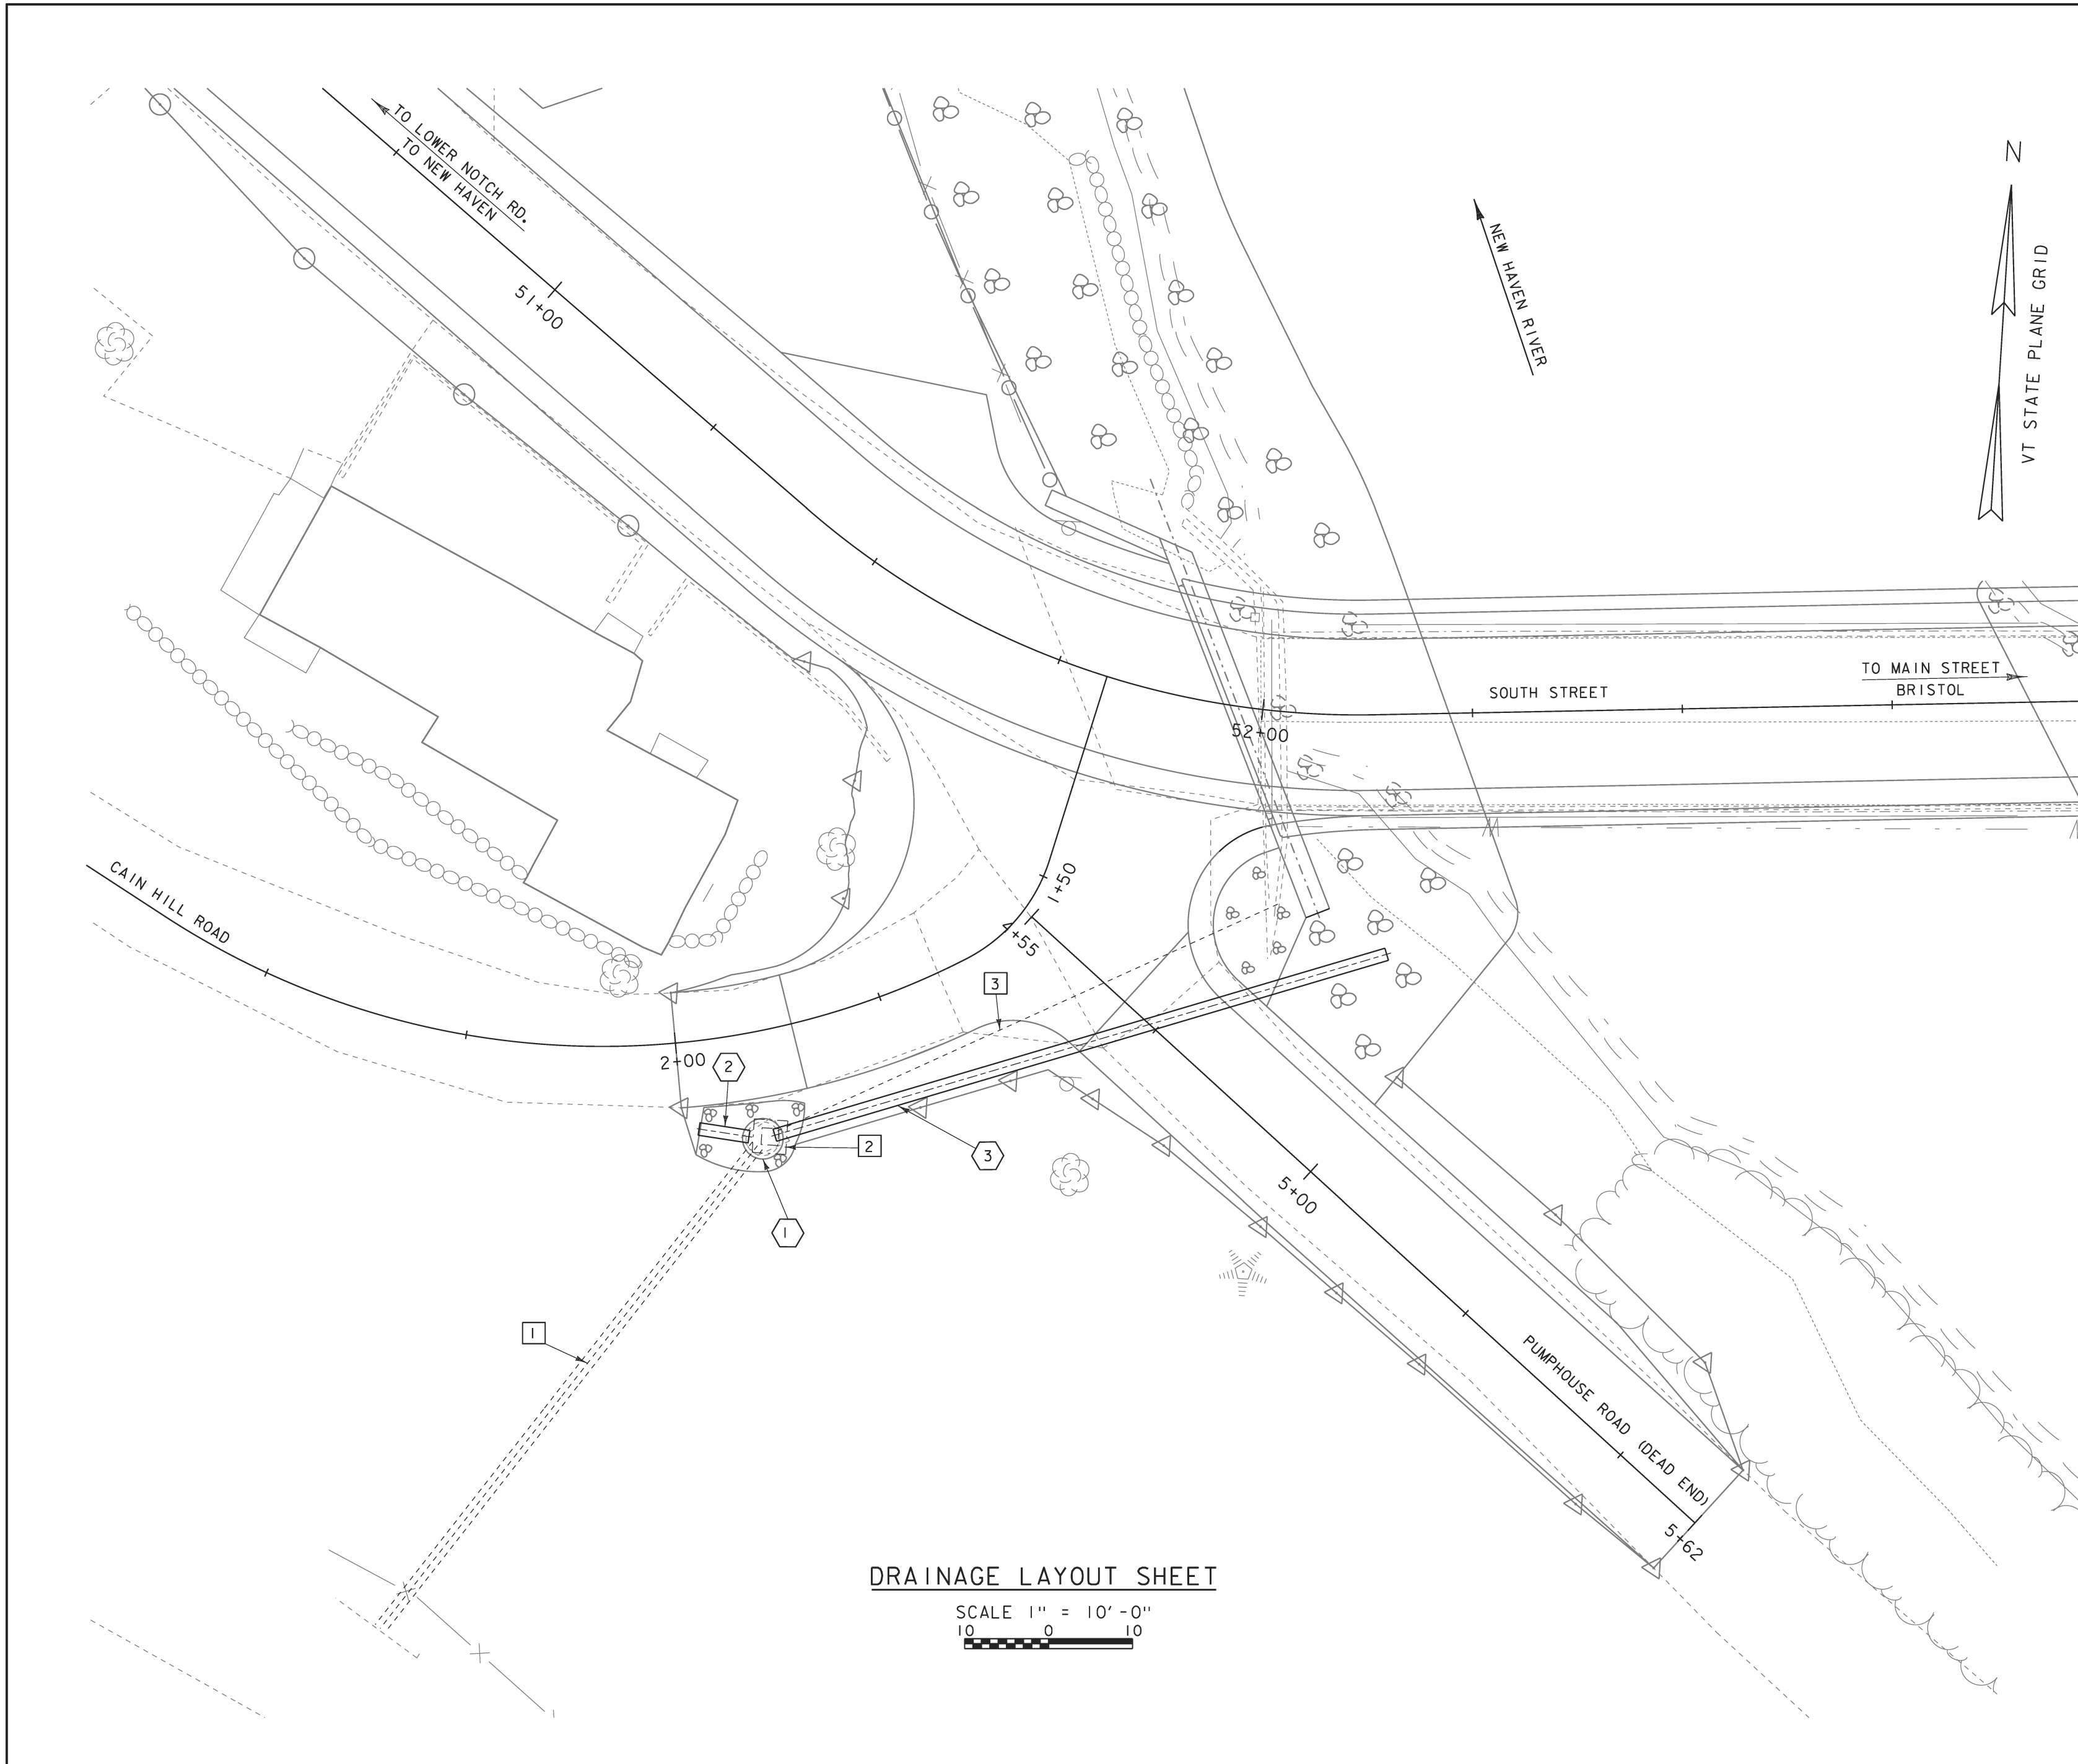 TO LOWER NOTCH RD.
TO NEW HAVEN
N
VT STATE PLANE GRID
NEW HAVEN RIVER
51+00
TO MAIN STREET
BRISTOL
SOUTH STREET
52+00
CAIN HILL ROAD
1+50
4+55
3
2+00
2
2
3
1
5+00
1
PUMPHOUSE ROAD (DEAD END)
5+62
DRAINAGE LAYOUT SHEET
SCALE 1" = 10'-0"
10 0 10